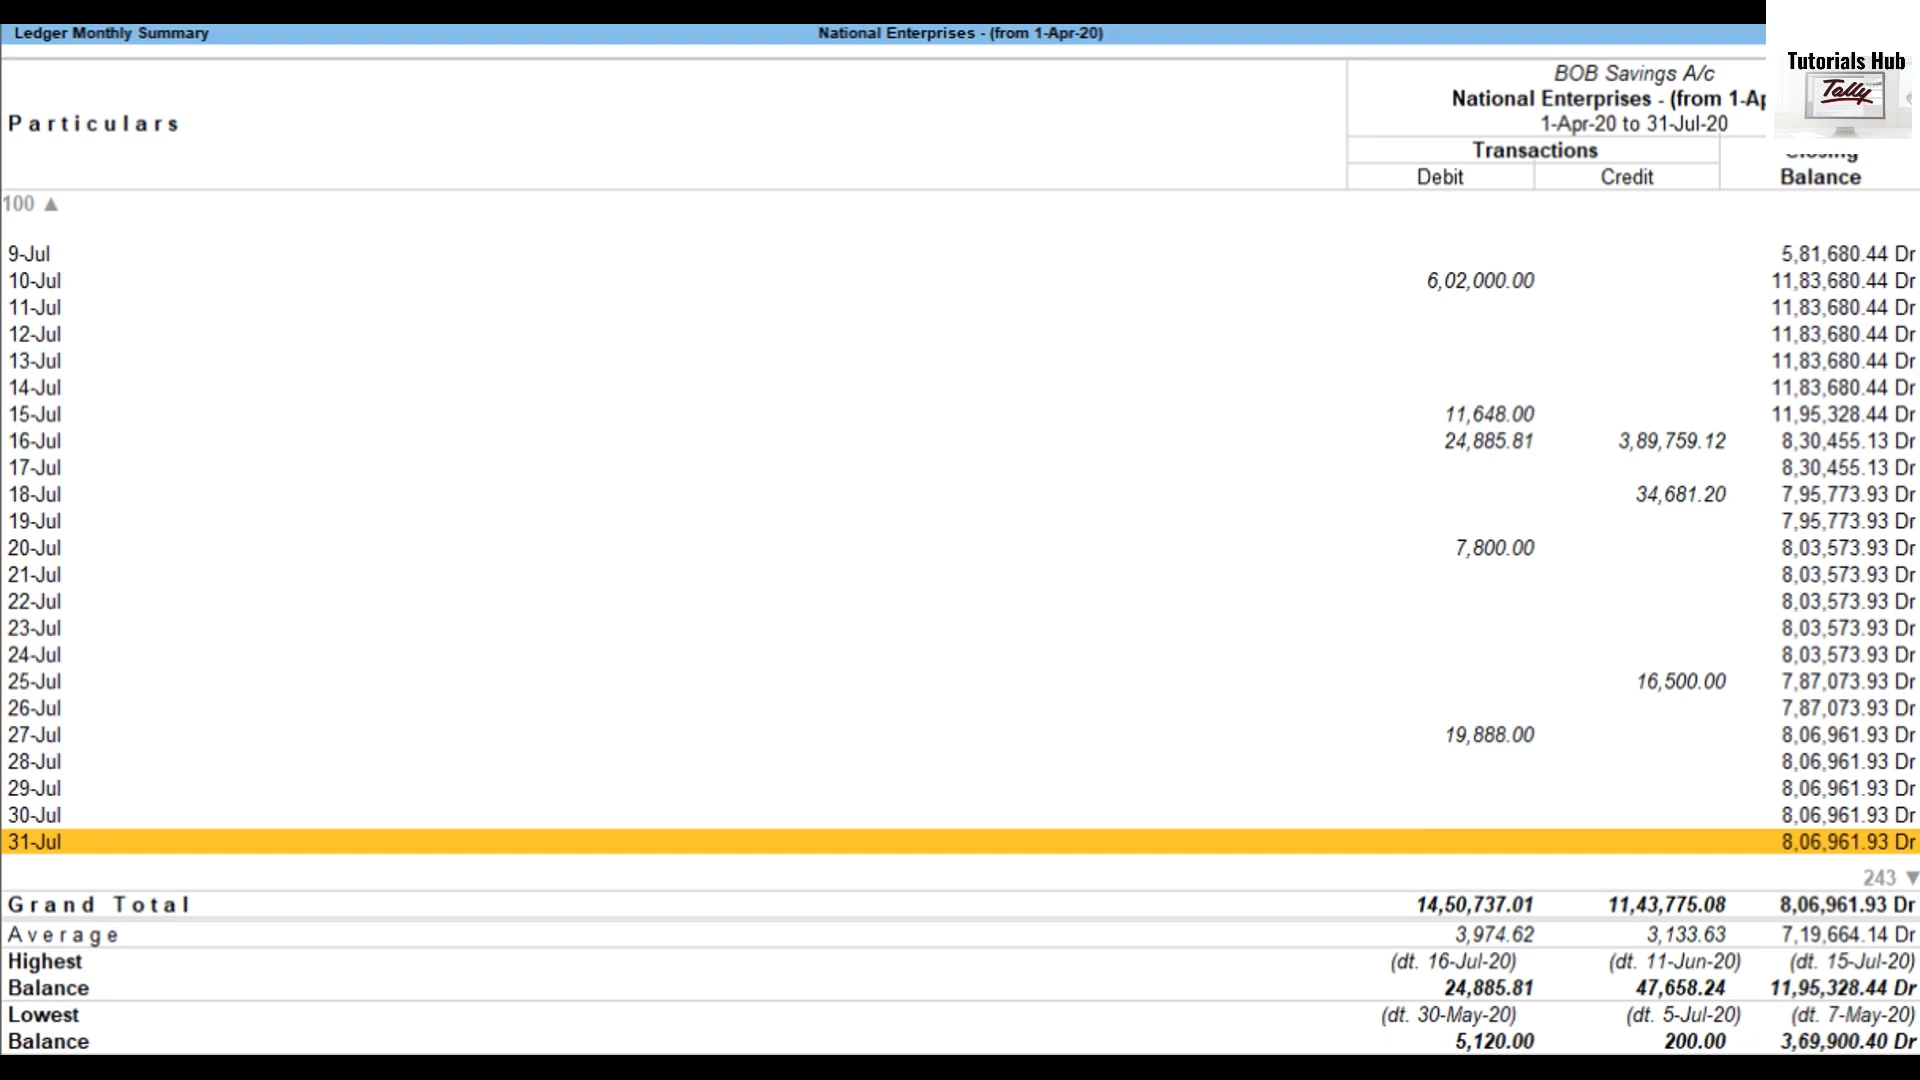 Ledger Monthly Summary National Enterprises - (from 1-Apr-20)
Tutorials Hub
Tally
BOB Savings A/c
National Enterprises - (from 1-Ap
Particulars
1-Apr-20 to 31-Jul-20
Transactions Closing
Debit Credit Balance
100 ▲
9-Jul 5,81,680.44 Dr
10-Jul 6,02,000.00 11,83,680.44 Dr
11-Jul 11,83,680.44 Dr
12-Jul 11,83,680.44 Dr
13-Jul 11,83,680.44 Dr
14-Jul 11,83,680.44 Dr
15-Jul 11,648.00 11,95,328.44 Dr
16-Jul 24,885.81 3,89,759.12 8,30,455.13 Dr
17-Jul 8,30,455.13 Dr
18-Jul 34,681.20 7,95,773.93 Dr
19-Jul 7,95,773.93 Dr
20-Jul 7,800.00 8,03,573.93 Dr
21-Jul 8,03,573.93 Dr
22-Jul 8,03,573.93 Dr
23-Jul 8,03,573.93 Dr
24-Jul 8,03,573.93 Dr
25-Jul 16,500.00 7,87,073.93 Dr
26-Jul 7,87,073.93 Dr
27-Jul 19,888.00 8,06,961.93 Dr
28-Jul 8,06,961.93 Dr
29-Jul 8,06,961.93 Dr
30-Jul 8,06,961.93 Dr
31-Jul 8,06,961.93 Dr
243 ▼
Grand Total 14,50,737.01 11,43,775.08 8,06,961.93 Dr
Average 3,974.62 3,133.63 7,19,664.14 Dr
Highest (dt. 16-Jul-20) (dt. 11-Jun-20) (dt. 15-Jul-20)
Balance 24,885.81 47,658.24 11,95,328.44 Dr
Lowest (dt. 30-May-20) (dt. 5-Jul-20) (dt. 7-May-20)
Balance 5,120.00 200.00 3,69,900.40 Dr